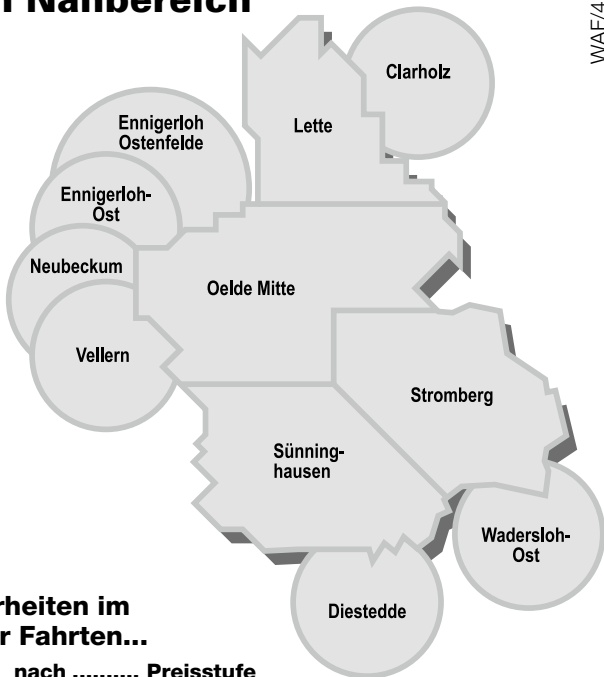 Nahbereich
WAF/4
Clarholz
Lette
Ennigerloh
Ostenfelde
Ennigerloh-
Ost
Neubeckum
Oelde Mitte
Vellern
Stromberg
Sünning-
hausen
Wadersloh-
Ost
Diestedde
rheiten im
r Fahrten...
nach .......... Preisstufe